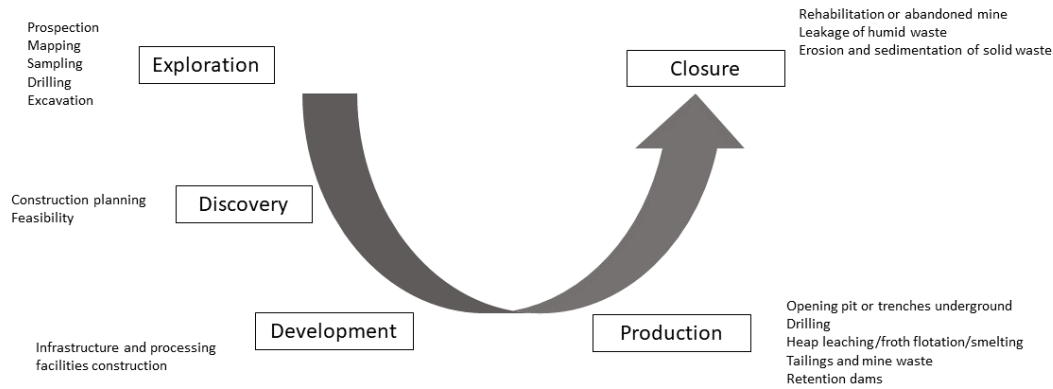 Prospection
Mapping
Sampling
Drilling
Excavation
Exploration
Construction planning
Feasibility
Discovery
Infrastructure and processing
facilities construction
Development
Production
Opening pit or trenches underground
Drilling
Heap leaching/froth flotation/smelting
Tailings and mine waste
Retention dams
Closure
Rehabilitation or abandoned mine
Leakage of humid waste
Erosion and sedimentation of solid waste